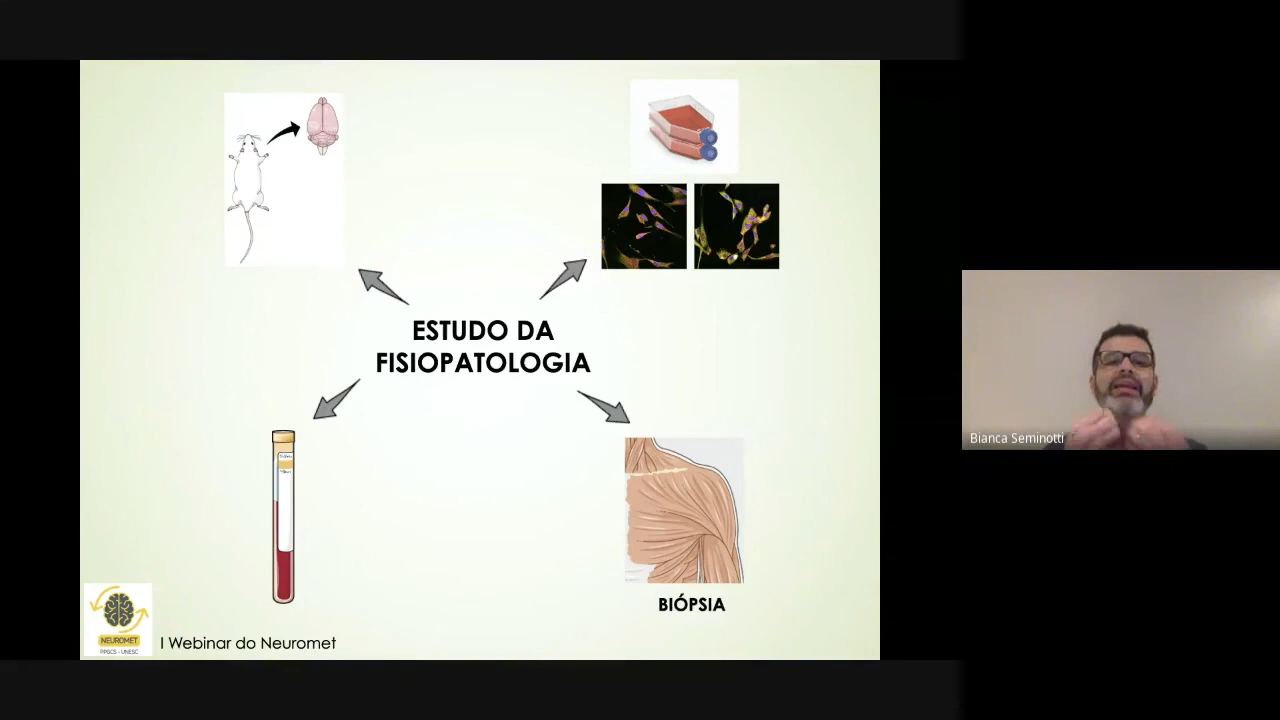 ESTUDO DA
FISIOPATOLOGIA
BIÓPSIA
NEUROMET
PPGCS - UNESC
I Webinar do Neuromet
Bianca Seminotti